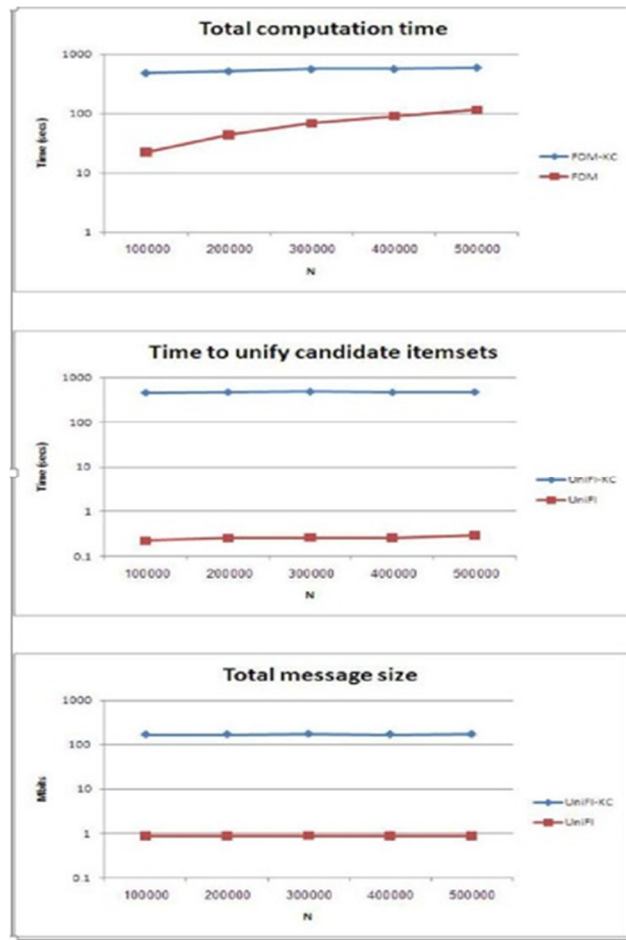 Total computation time
1000
100
10
1
Time (secs)
100000 200000 300000 400000 500000
N
FDM-KC
FDM
Time to unify candidate itemsets
1000
100
10
1
0.1
Time (secs)
100000 200000 300000 400000 500000
N
UniFI-KC
UniFI
Total message size
1000
100
10
1
0.1
Mbits
100000 200000 300000 400000 500000
N
UniFI-KC
UniFI